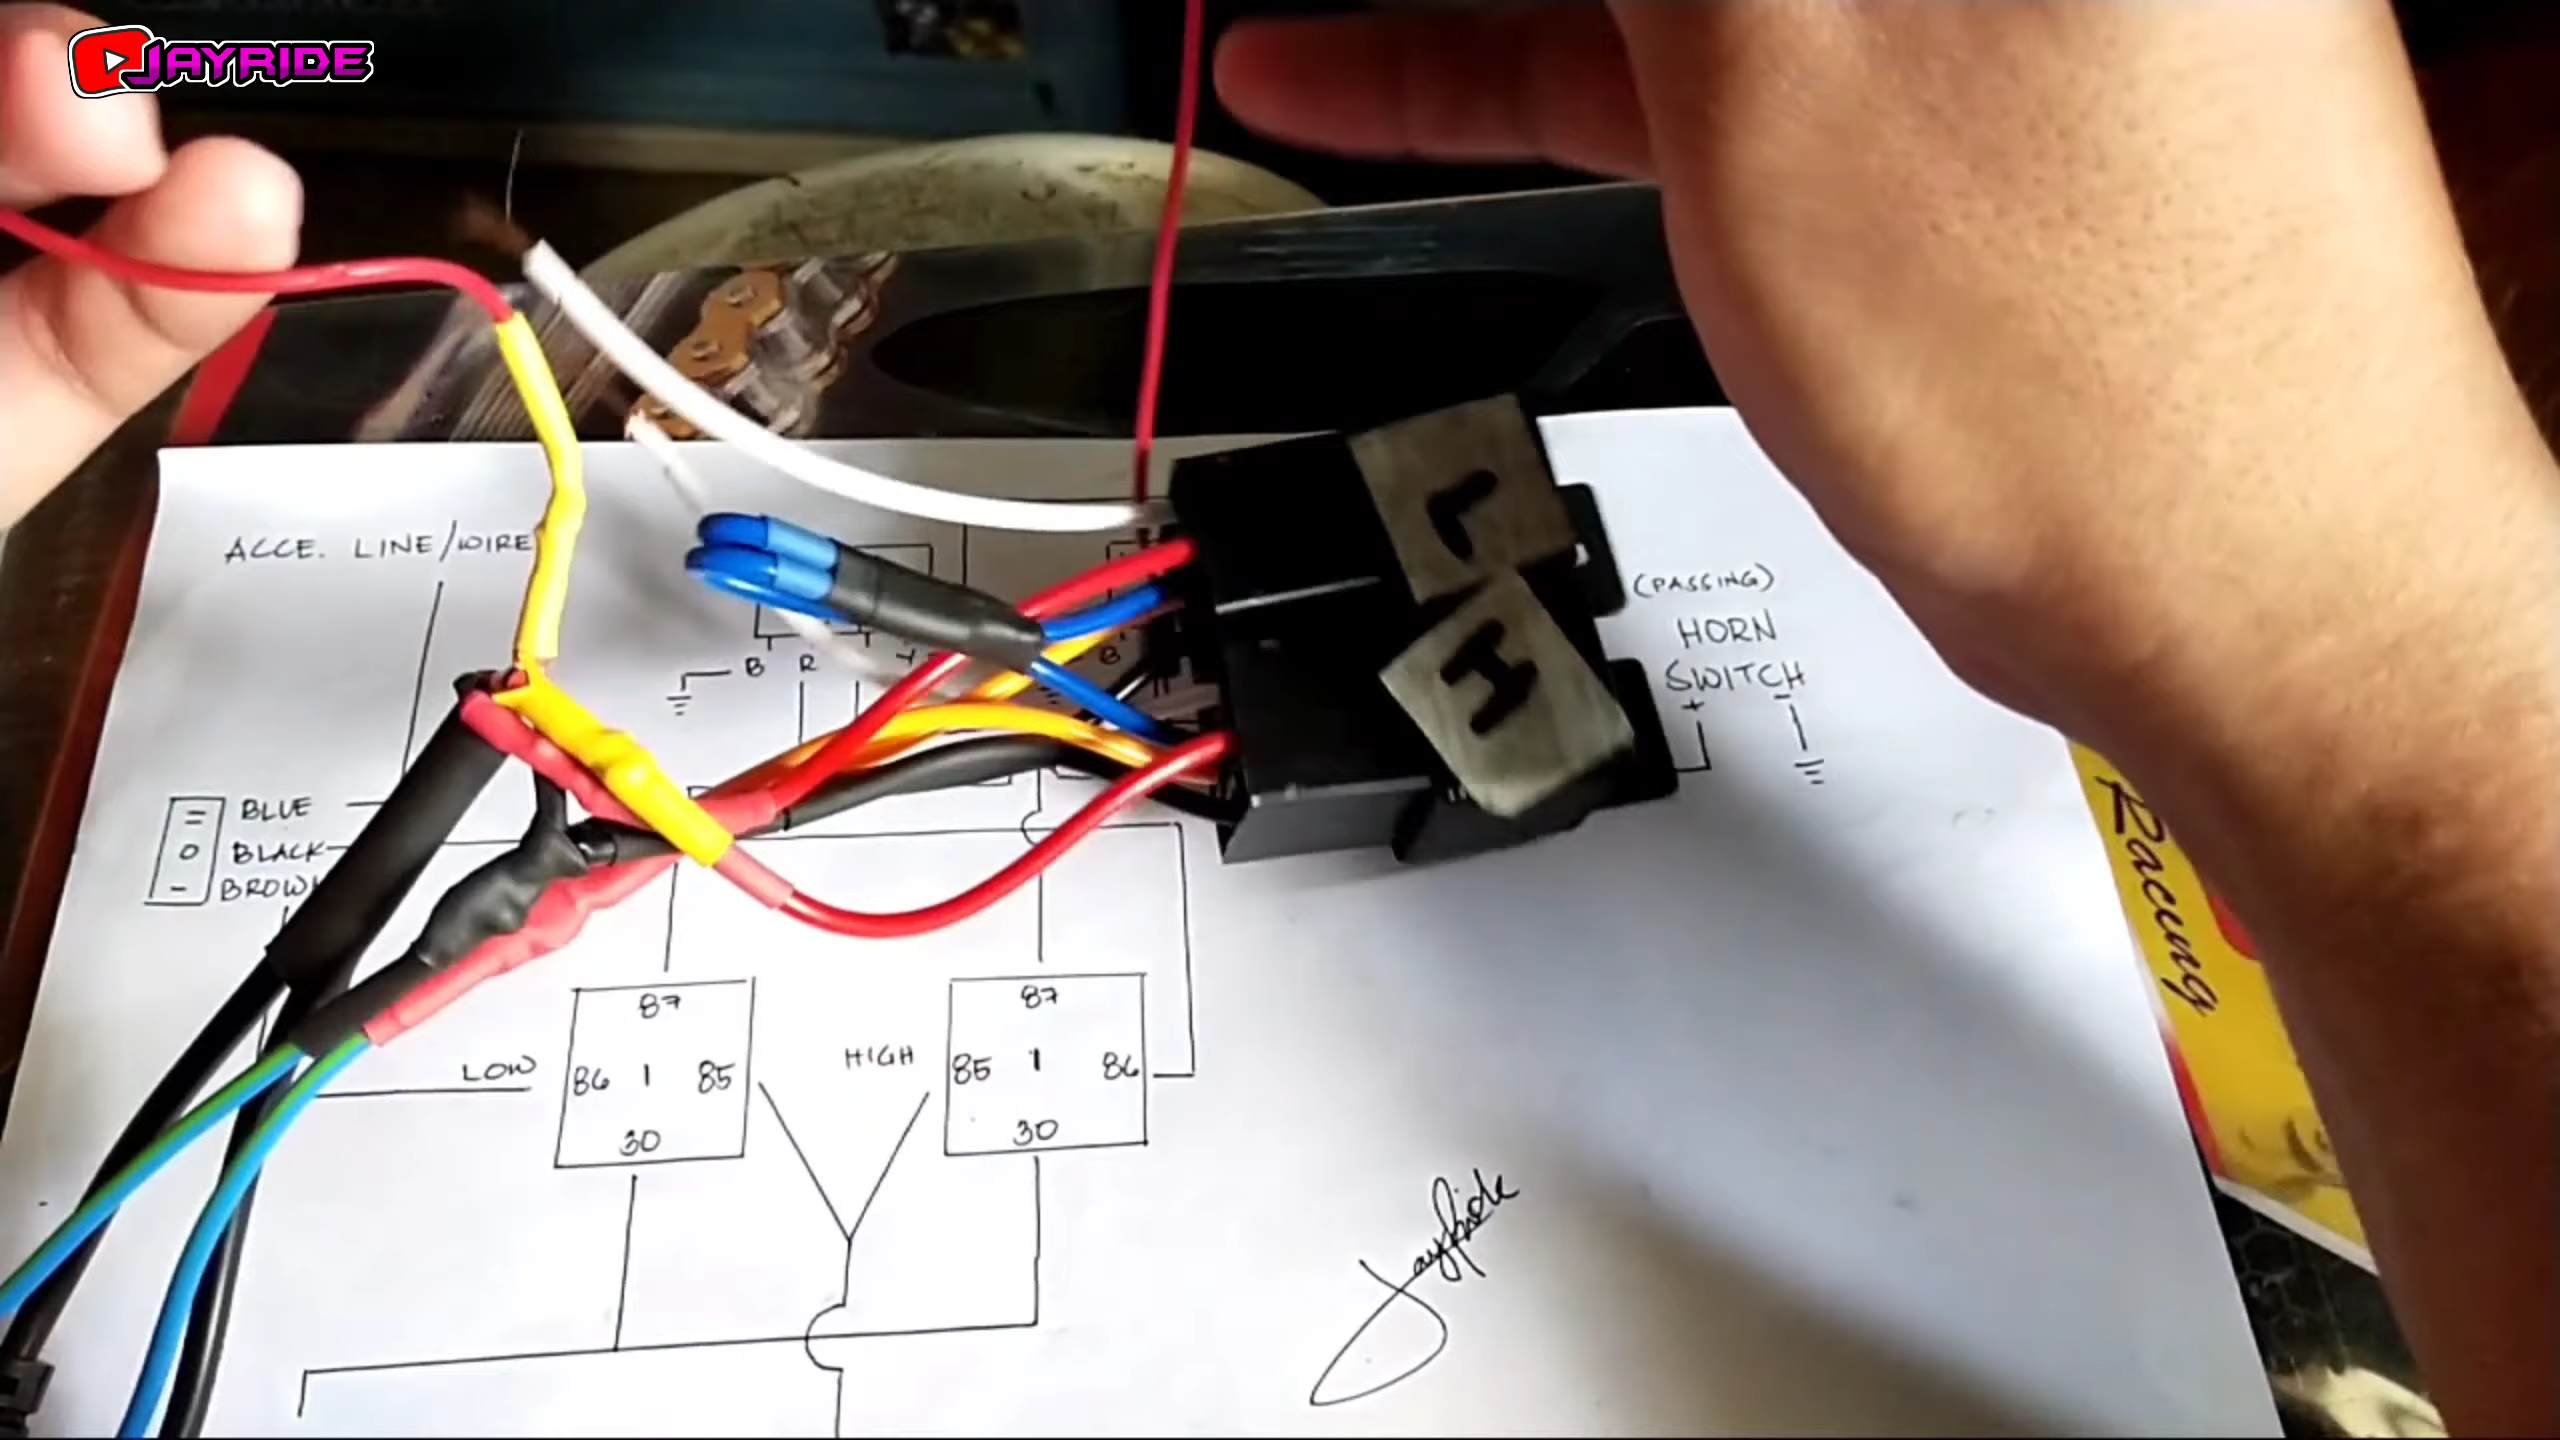 JAYRIDE
L
H
ACCE. LINE/WIRE
(PASSING)
HORN
SWITCH
+ -
B R Y
B
= BLUE
O BLACK
- BROWN
Racing
LOW
87
86 1 85
30
HIGH
87
85 1 86
30
JayRide